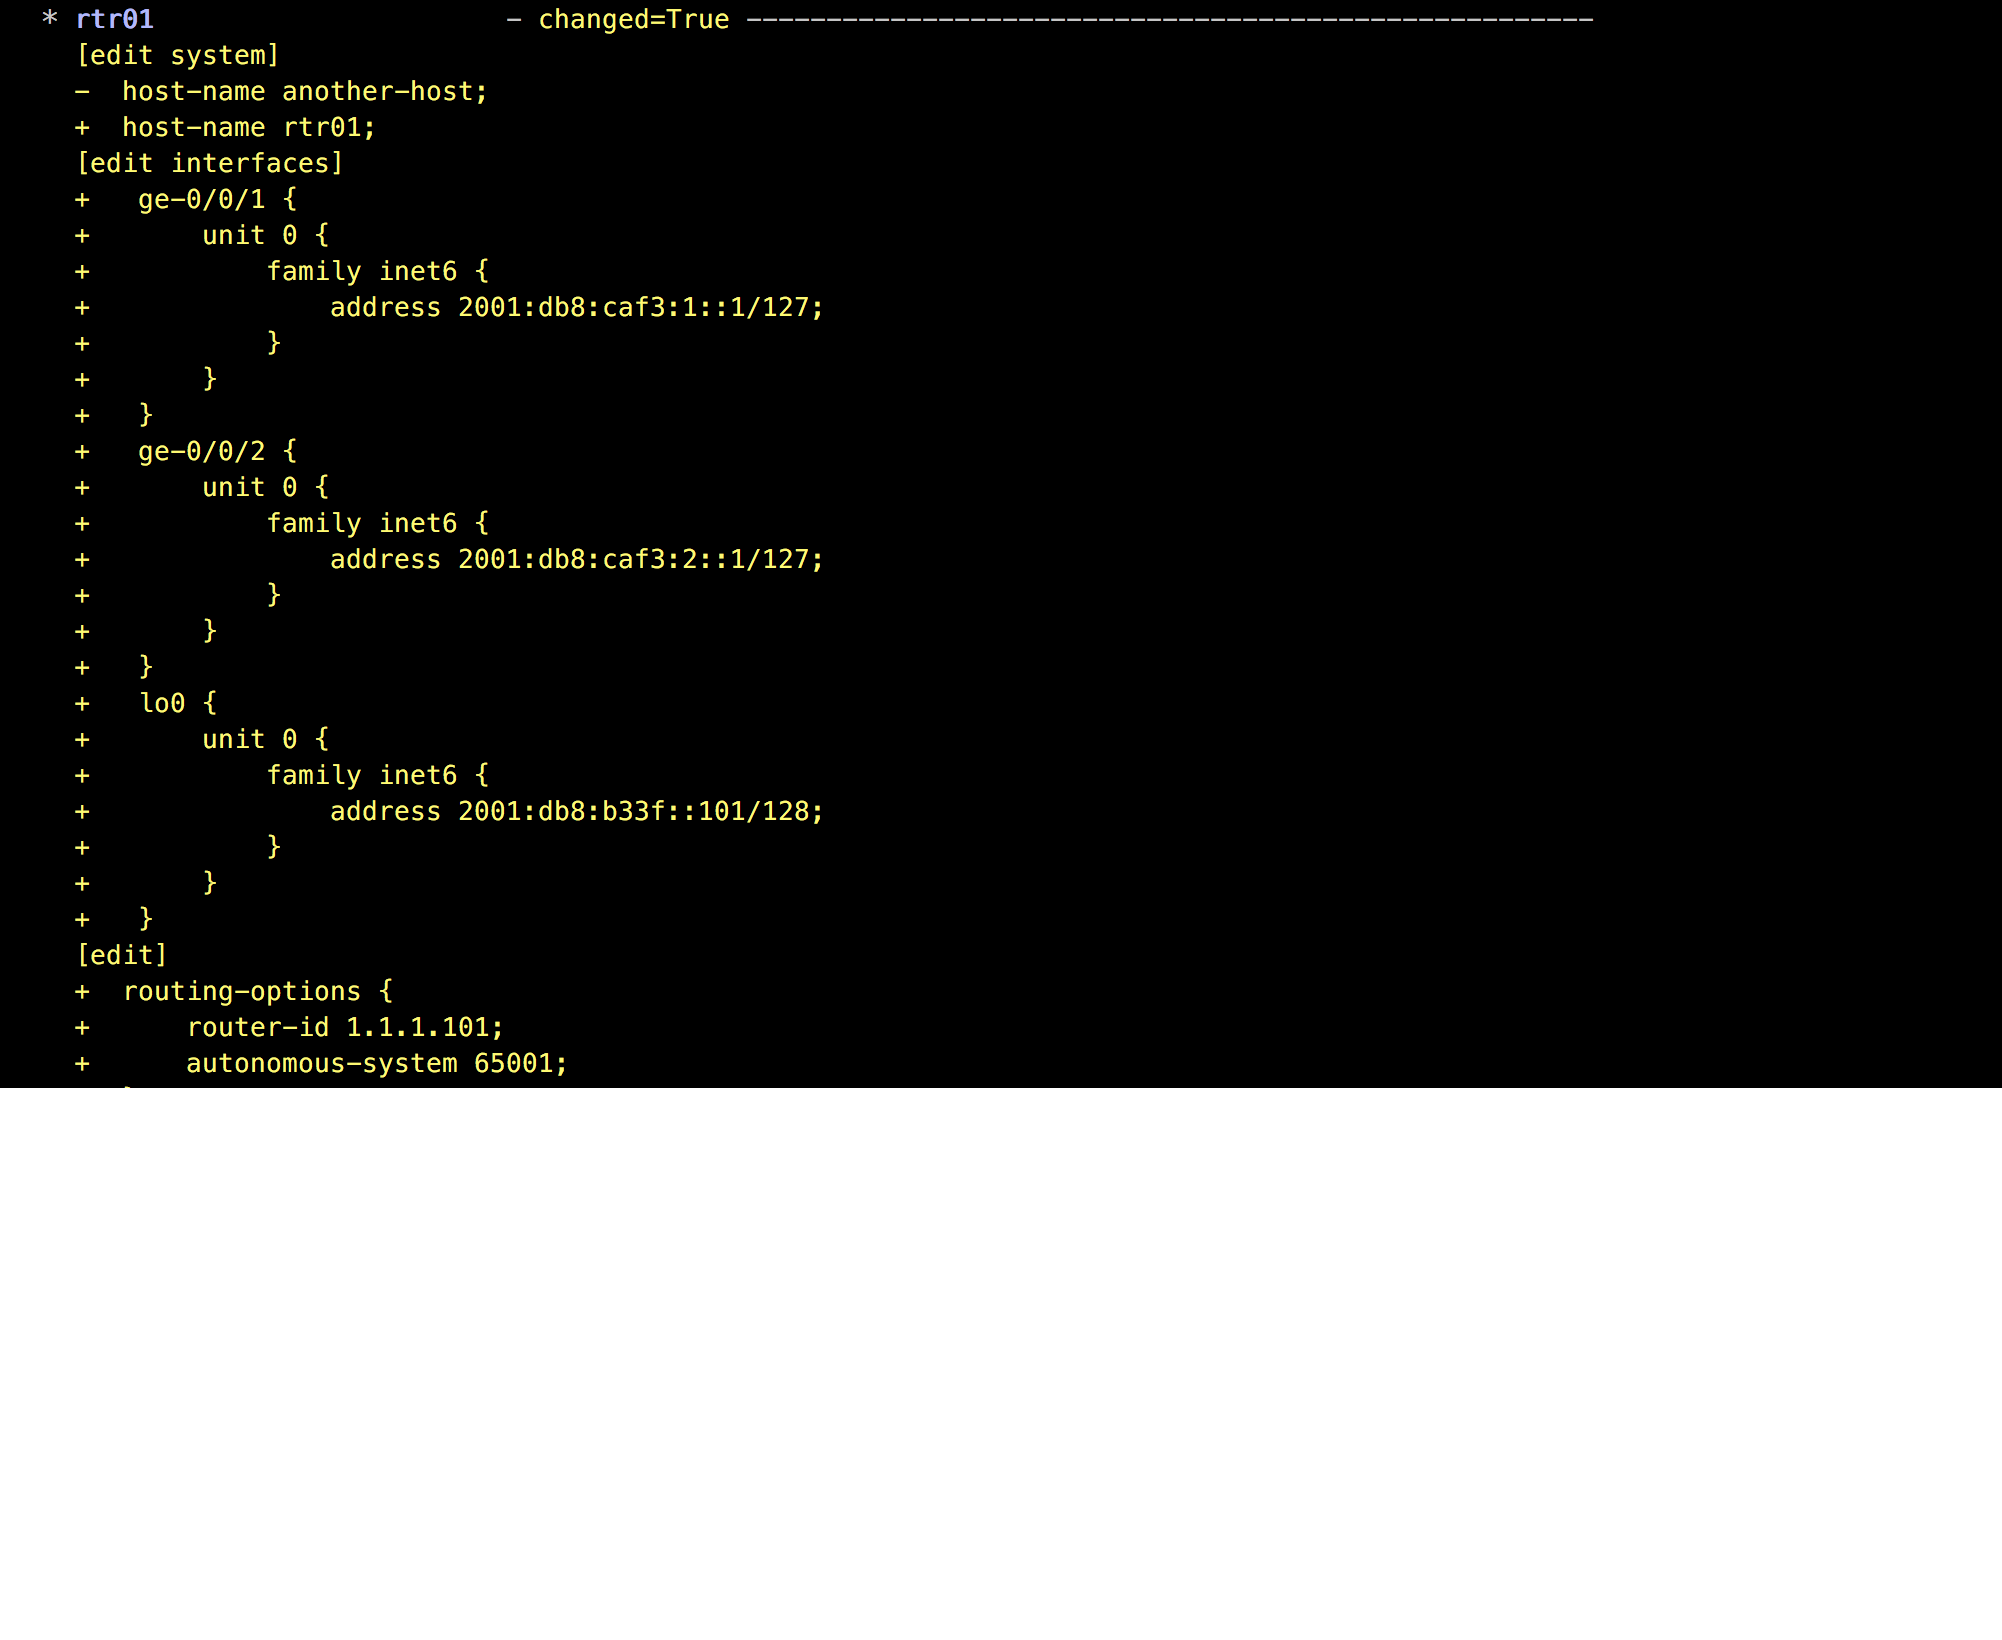 * rtr01                      - changed=True -----------------------------------------------------
  [edit system]
  -  host-name another-host;
  +  host-name rtr01;
  [edit interfaces]
  +   ge-0/0/1 {
  +       unit 0 {
  +           family inet6 {
  +               address 2001:db8:caf3:1::1/127;
  +           }
  +       }
  +   }
  +   ge-0/0/2 {
  +       unit 0 {
  +           family inet6 {
  +               address 2001:db8:caf3:2::1/127;
  +           }
  +       }
  +   }
  +   lo0 {
  +       unit 0 {
  +           family inet6 {
  +               address 2001:db8:b33f::101/128;
  +           }
  +       }
  +   }
  [edit]
  +  routing-options {
  +      router-id 1.1.1.101;
  +      autonomous-system 65001;